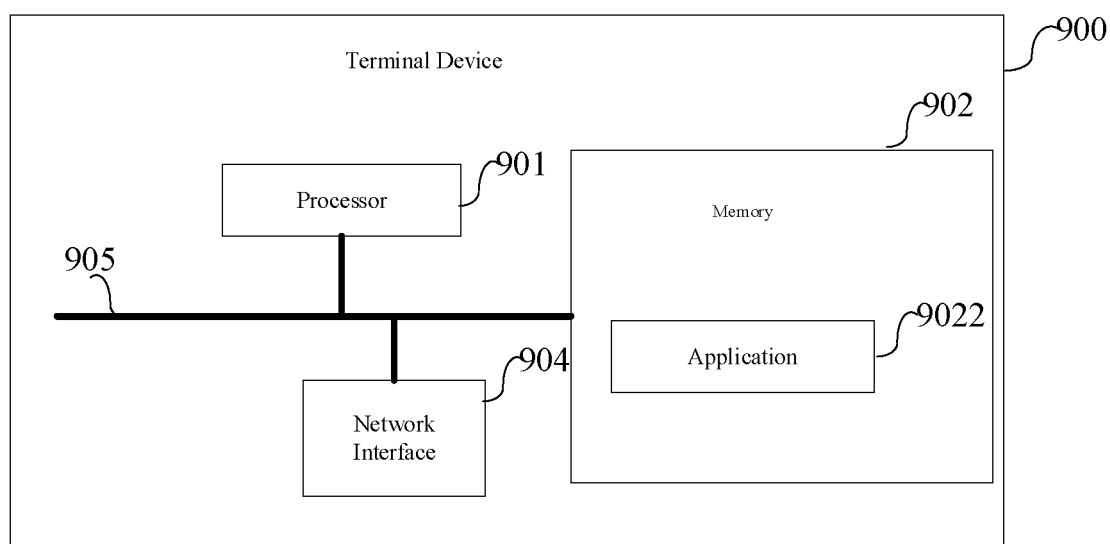 900
Terminal Device
902
901
Processor
Memory
905
9022
Application
904
Network
Interface